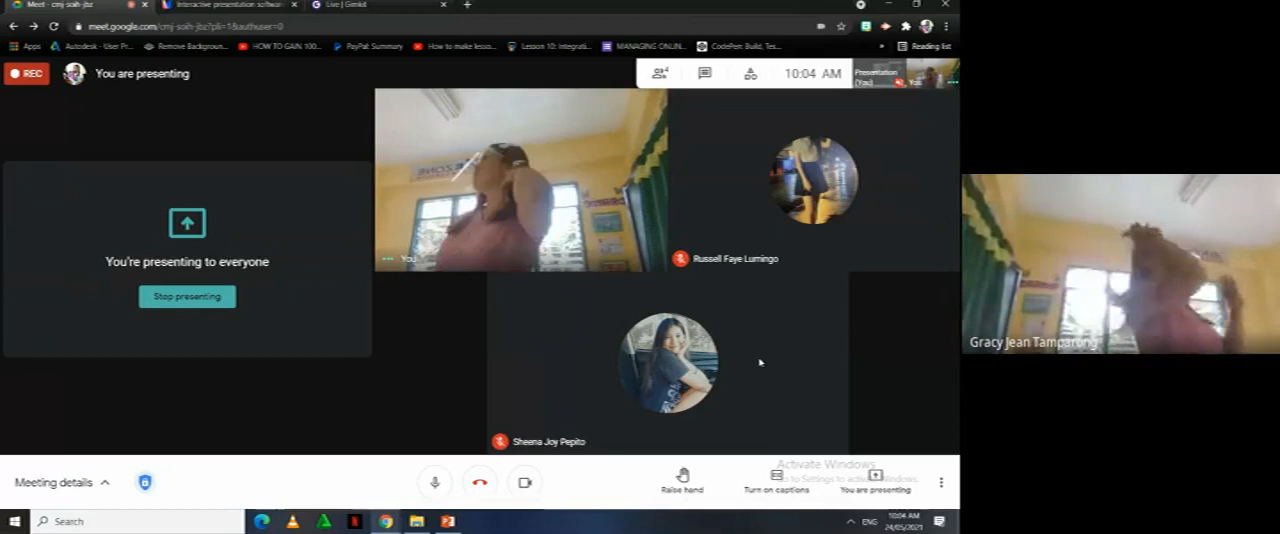 Meet - cmj-soih-jbz
Interactive presentation software
Live | Gimkit
meet.google.com/cmj-soih-jbz?pli=1&authuser=0
Apps
Autodesk - User Pr...
Remove Backgroun...
HOW TO GAIN 100...
PayPal: Summary
How to make lesso...
Lesson 10: Integrati...
MANAGING ONLIN...
CodePen: Build, Tes...
Reading list
REC
You are presenting
4
10:04 AM
Presentation
(You)
You
You're presenting to everyone
Stop presenting
You
Russell Faye Lumingo
Sheena Joy Pepito
Gracy Jean Tamparong
Activate Windows
Go to Settings to activate Windows.
Meeting details
Raise hand
Turn on captions
You are presenting
Search
ENG
10:04 AM
24/05/2021